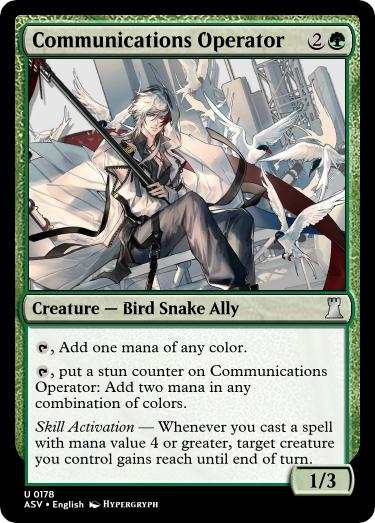 Communications Operator 2
Creature — Bird Snake Ally
, Add one mana of any color.
, put a stun counter on Communications
Operator: Add two mana in any
combination of colors.
Skill Activation — Whenever you cast a spell
with mana value 4 or greater, target creature
you control gains reach until end of turn.
1/3
U 0178
ASV • English HYPERGRYPH